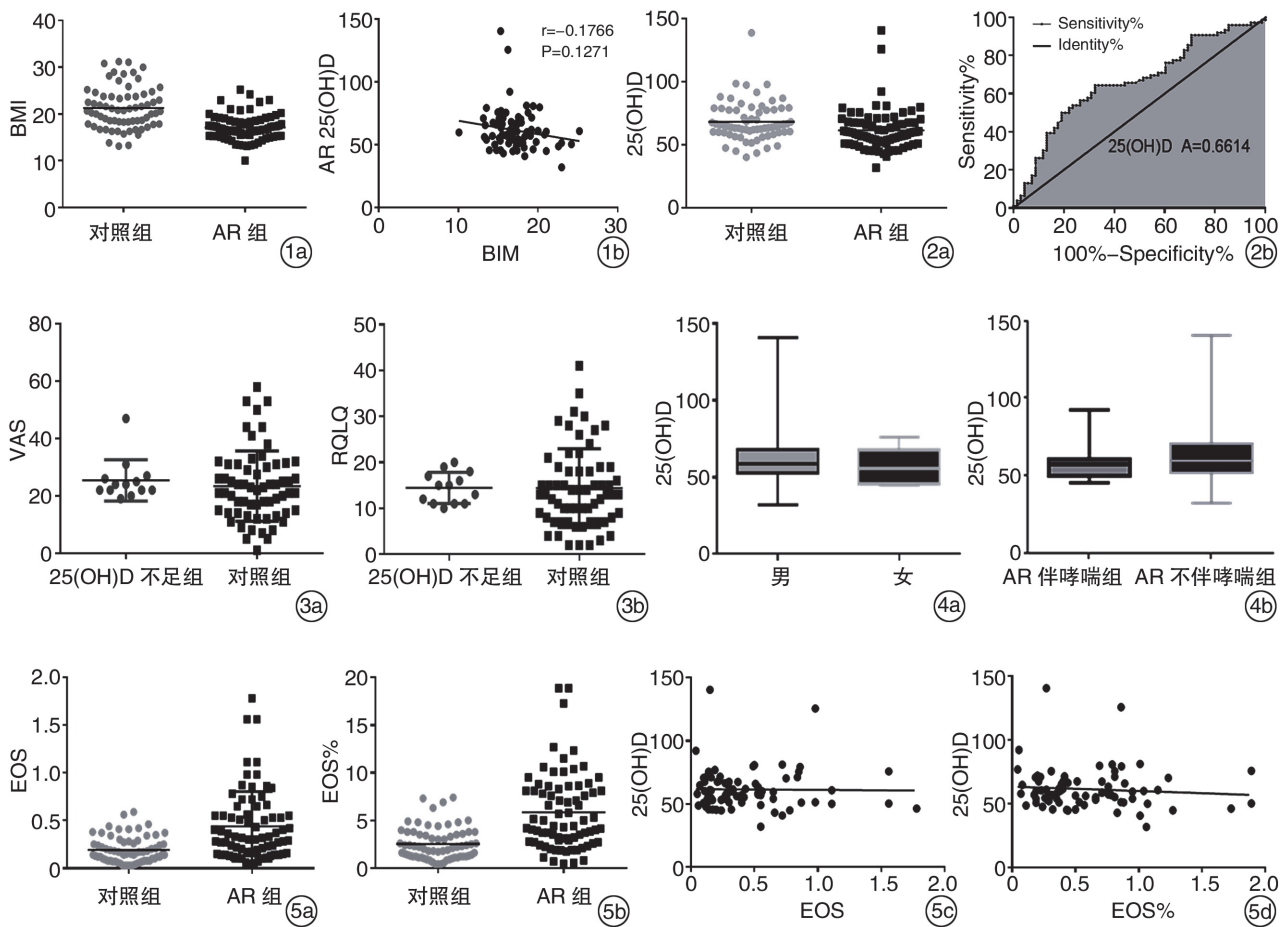 40
30
20
10
0
BMI
对照组
AR 组
1a
150
100
50
0
AR 25(OH)D
r=−0.1766
P=0.1271
0
10
20
30
BIM
1b
150
100
50
0
25(OH)D
对照组
AR 组
2a
100
80
60
40
20
0
Sensitivity%
Sensitivity%
Identity%
25(OH)D A=0.6614
0
20
40
60
80
100
100%−Specificity%
2b
80
60
40
20
0
VAS
25(OH)D 不足组
对照组
3a
50
40
30
20
10
0
RQLQ
25(OH)D 不足组
对照组
3b
150
100
50
0
25(OH)D
男
女
4a
150
100
50
0
25(OH)D
AR 伴哮喘组
AR 不伴哮喘组
4b
2.0
1.5
1.0
0.5
0
EOS
对照组
AR 组
5a
20
15
10
5
0
EOS%
对照组
AR 组
5b
150
100
50
0
25(OH)D
0
0.5
1.0
1.5
2.0
EOS
5c
150
100
50
0
25(OH)D
0
0.5
1.0
1.5
2.0
EOS%
5d